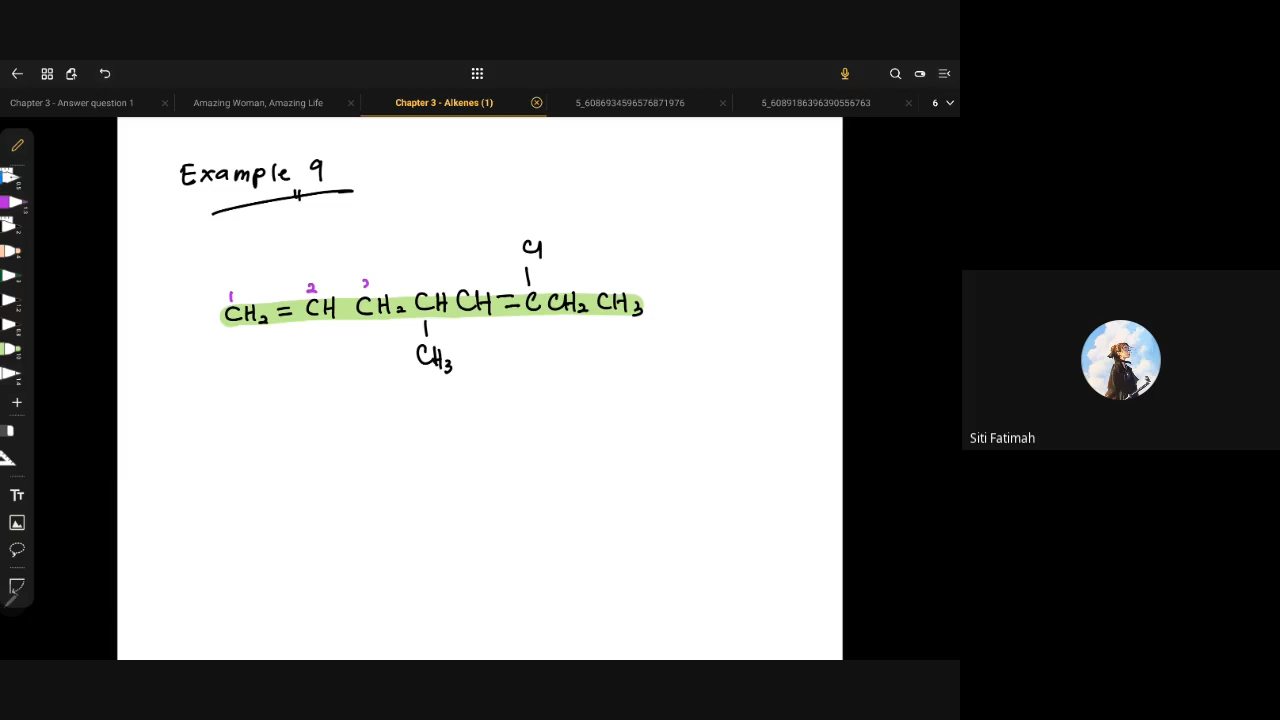 Chapter 3 - Answer question 1
Amazing Woman, Amazing Life
Chapter 3 - Alkenes (1)
5_6086934596576871976
5_6089186396390556763
6
Example 9
Cl
1 2 3
CH2 = CH CH2 CH CH = C CH2 CH3
CH3
Tт
Siti Fatimah